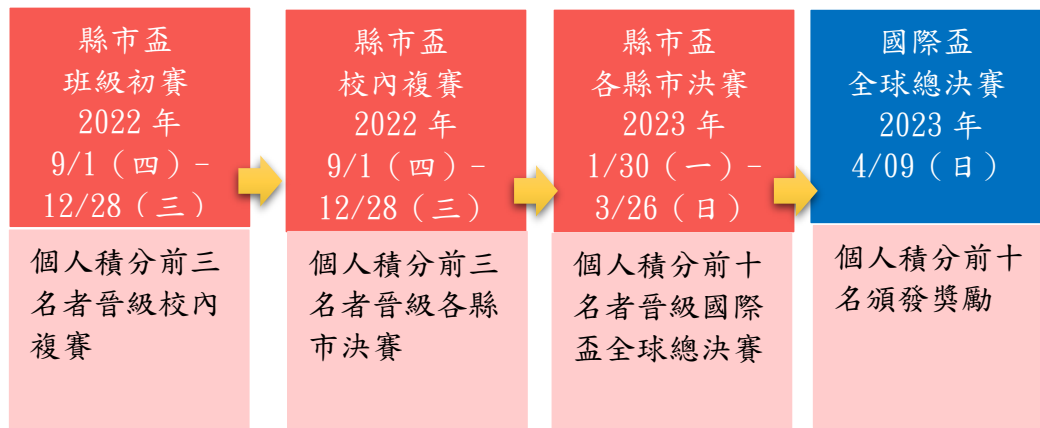 縣市盃
班級初賽
2022 年
9/1（四）-
12/28（三）
個人積分前三
名者晉級校內
複賽
縣市盃
校內複賽
2022 年
9/1（四）-
12/28（三）
個人積分前三
名者晉級各縣
市決賽
縣市盃
各縣市決賽
2023 年
1/30（一）-
3/26（日）
個人積分前十
名者晉級國際
盃全球總決賽
國際盃
全球總決賽
2023 年
4/09（日）
個人積分前十
名頒發獎勵